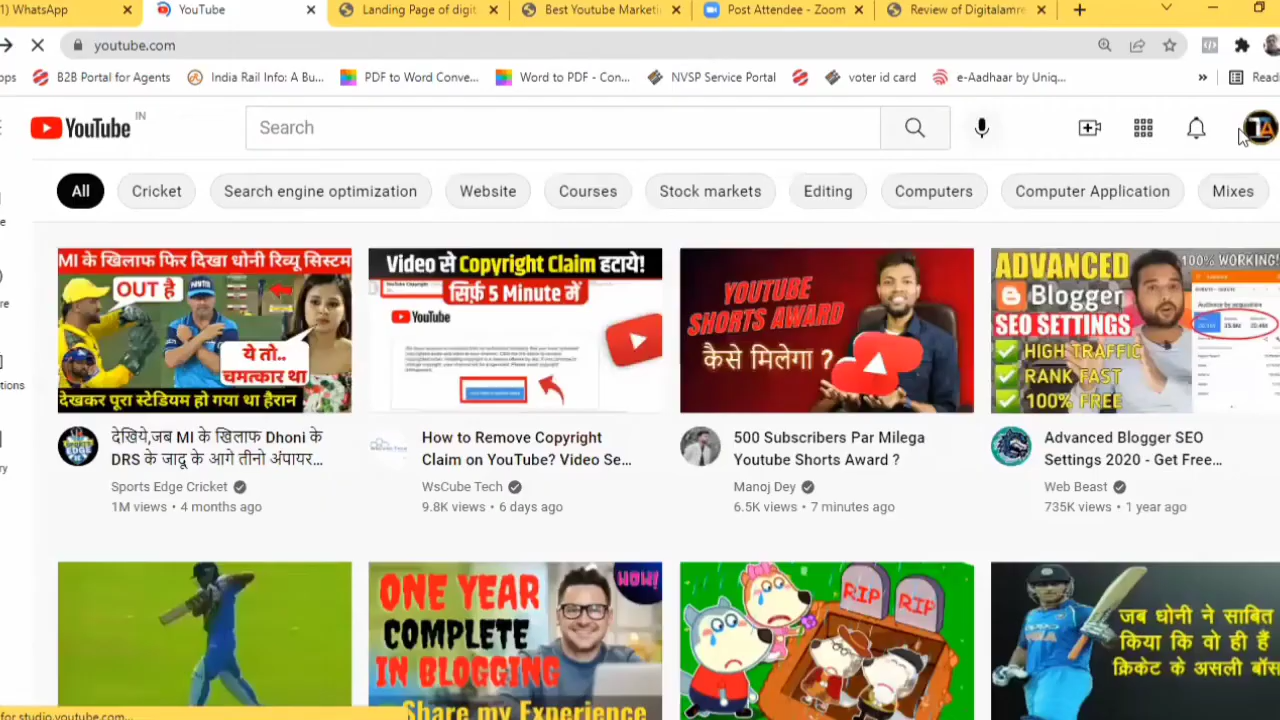 1) WhatsApp
YouTube
Landing Page of digit
Best Youtube Marketi
Post Attendee - Zoom
Review of Digitalamre
youtube.com
ops
B2B Portal for Agents
India Rail Info: A Bu...
PDF to Word Conve...
Word to PDF - Con...
NVSP Service Portal
voter id card
e-Aadhaar by Uniq...
»
Readi
YouTube IN
Search
TA
All
Cricket
Search engine optimization
Website
Courses
Stock markets
Editing
Computers
Computer Application
Mixes
MI के खिलाफ फिर दिखा धोनी रिव्यू सिस्टम
OUT है
ये तो..
चमत्कार था
देखकर पूरा स्टेडियम हो गया था हैरान
Video से Copyright Claim हटाये!
सिर्फ़ 5 Minute में
YouTube
YOUTUBE
SHORTS AWARD
कैसे मिलेगा ?
ADVANCED
Blogger
SEO SETTINGS
HIGH TRAFFIC
RANK FAST
100% FREE
100% WORKING!
देखिये,जब MI के खिलाफ Dhoni के
DRS के जादू के आगे तीनो अंपायर...
Sports Edge Cricket
1M views • 4 months ago
How to Remove Copyright
Claim on YouTube? Video Se...
WsCube Tech
9.8K views • 6 days ago
500 Subscribers Par Milega
Youtube Shorts Award ?
Manoj Dey
6.5K views • 7 minutes ago
Advanced Blogger SEO
Settings 2020 - Get Free...
Web Beast
735K views • 1 year ago
ONE YEAR
COMPLETE
IN BLOGGING
Share my Experience
WOW!
RIP
RIP
जब धोनी ने साबित
किया कि वो ही हैं
क्रिकेट के असली बॉस
for studio.youtube.com...